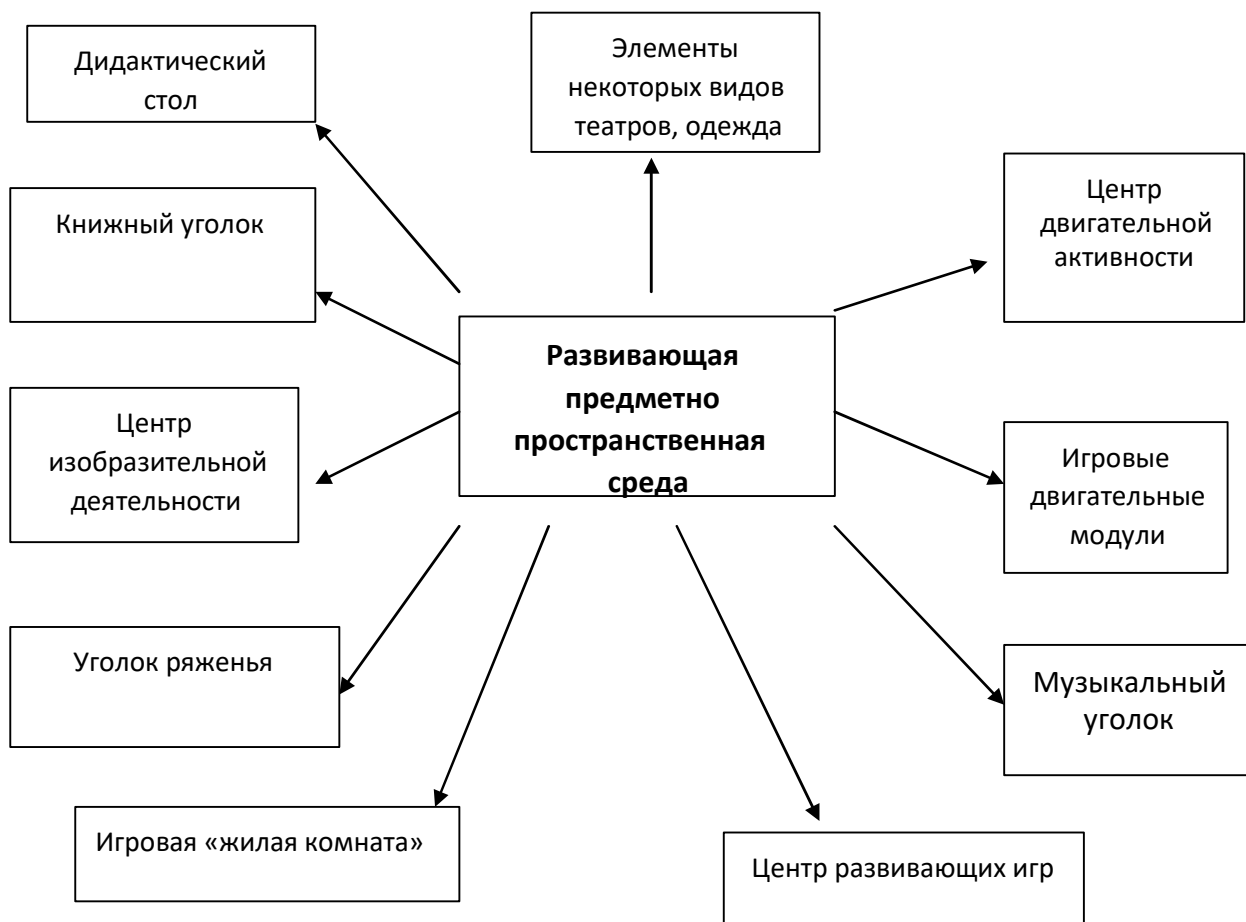 Дидактический
стол
Элементы
некоторых видов
театров, одежда
Центр
двигательной
активности
Книжный уголок
Развивающая
предметно
пространственная
среда
Центр
изобразительной
деятельности
Игровые
двигательные
модули
Уголок ряженья
Музыкальный
уголок
Игровая «жилая комната»
Центр развивающих игр